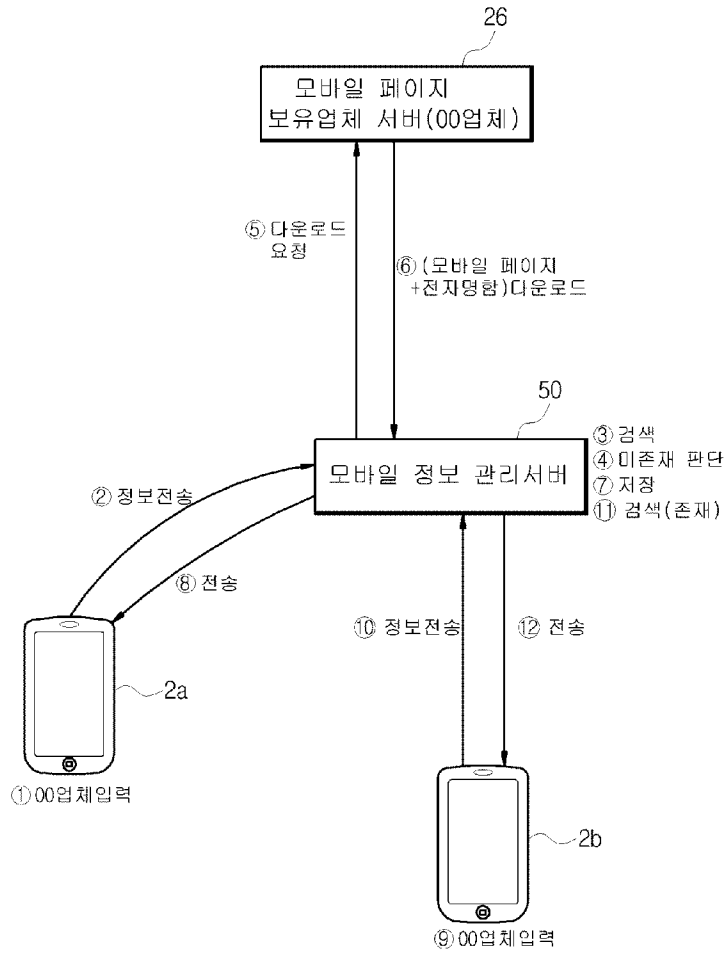 26
모바일 페이지
보유업체 서버(00업체)
⑤ 다운로드
요청
⑥ (모바일 페이지
+전자명함)다운로드
50
모바일 정보 관리서버
③ 검색
④ 미존재 판단
⑦ 저장
⑪ 검색(존재)
② 정보전송
⑧ 전송
⑩ 정보전송
⑫ 전송
2a
① 00업체입력
2b
⑨ 00업체입력